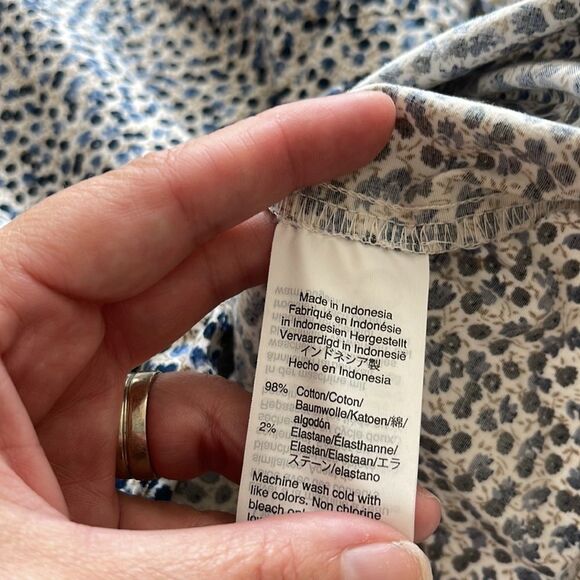 Made in Indonesia
Fabriqué en Indonésie
in Indonesien Hergestellt
Vervaardigd in Indonesië
インドネシア製
Hecho en Indonesia
98% Cotton/Coton/
Baumwolle/Katoen/綿/
algodón
2% Elastane/Élasthanne/
Elastan/Elastaan/エラ
ステーン/elastano
Machine wash cold with
like colors. Non chlorine
bleach only